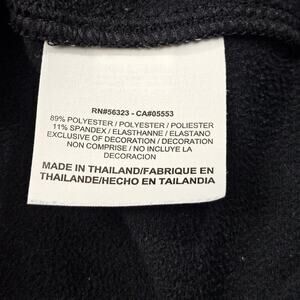 RN#56323 - CA#05553
89% POLYESTER / POLYESTER / POLIESTER
11% SPANDEX / ELASTHANNE / ELASTANO
EXCLUSIVE OF DECORATION / DECORATION
NON COMPRISE / NO INCLUYE LA
DECORACION
MADE IN THAILAND/FABRIQUE EN
THAILANDE/HECHO EN TAILANDIA